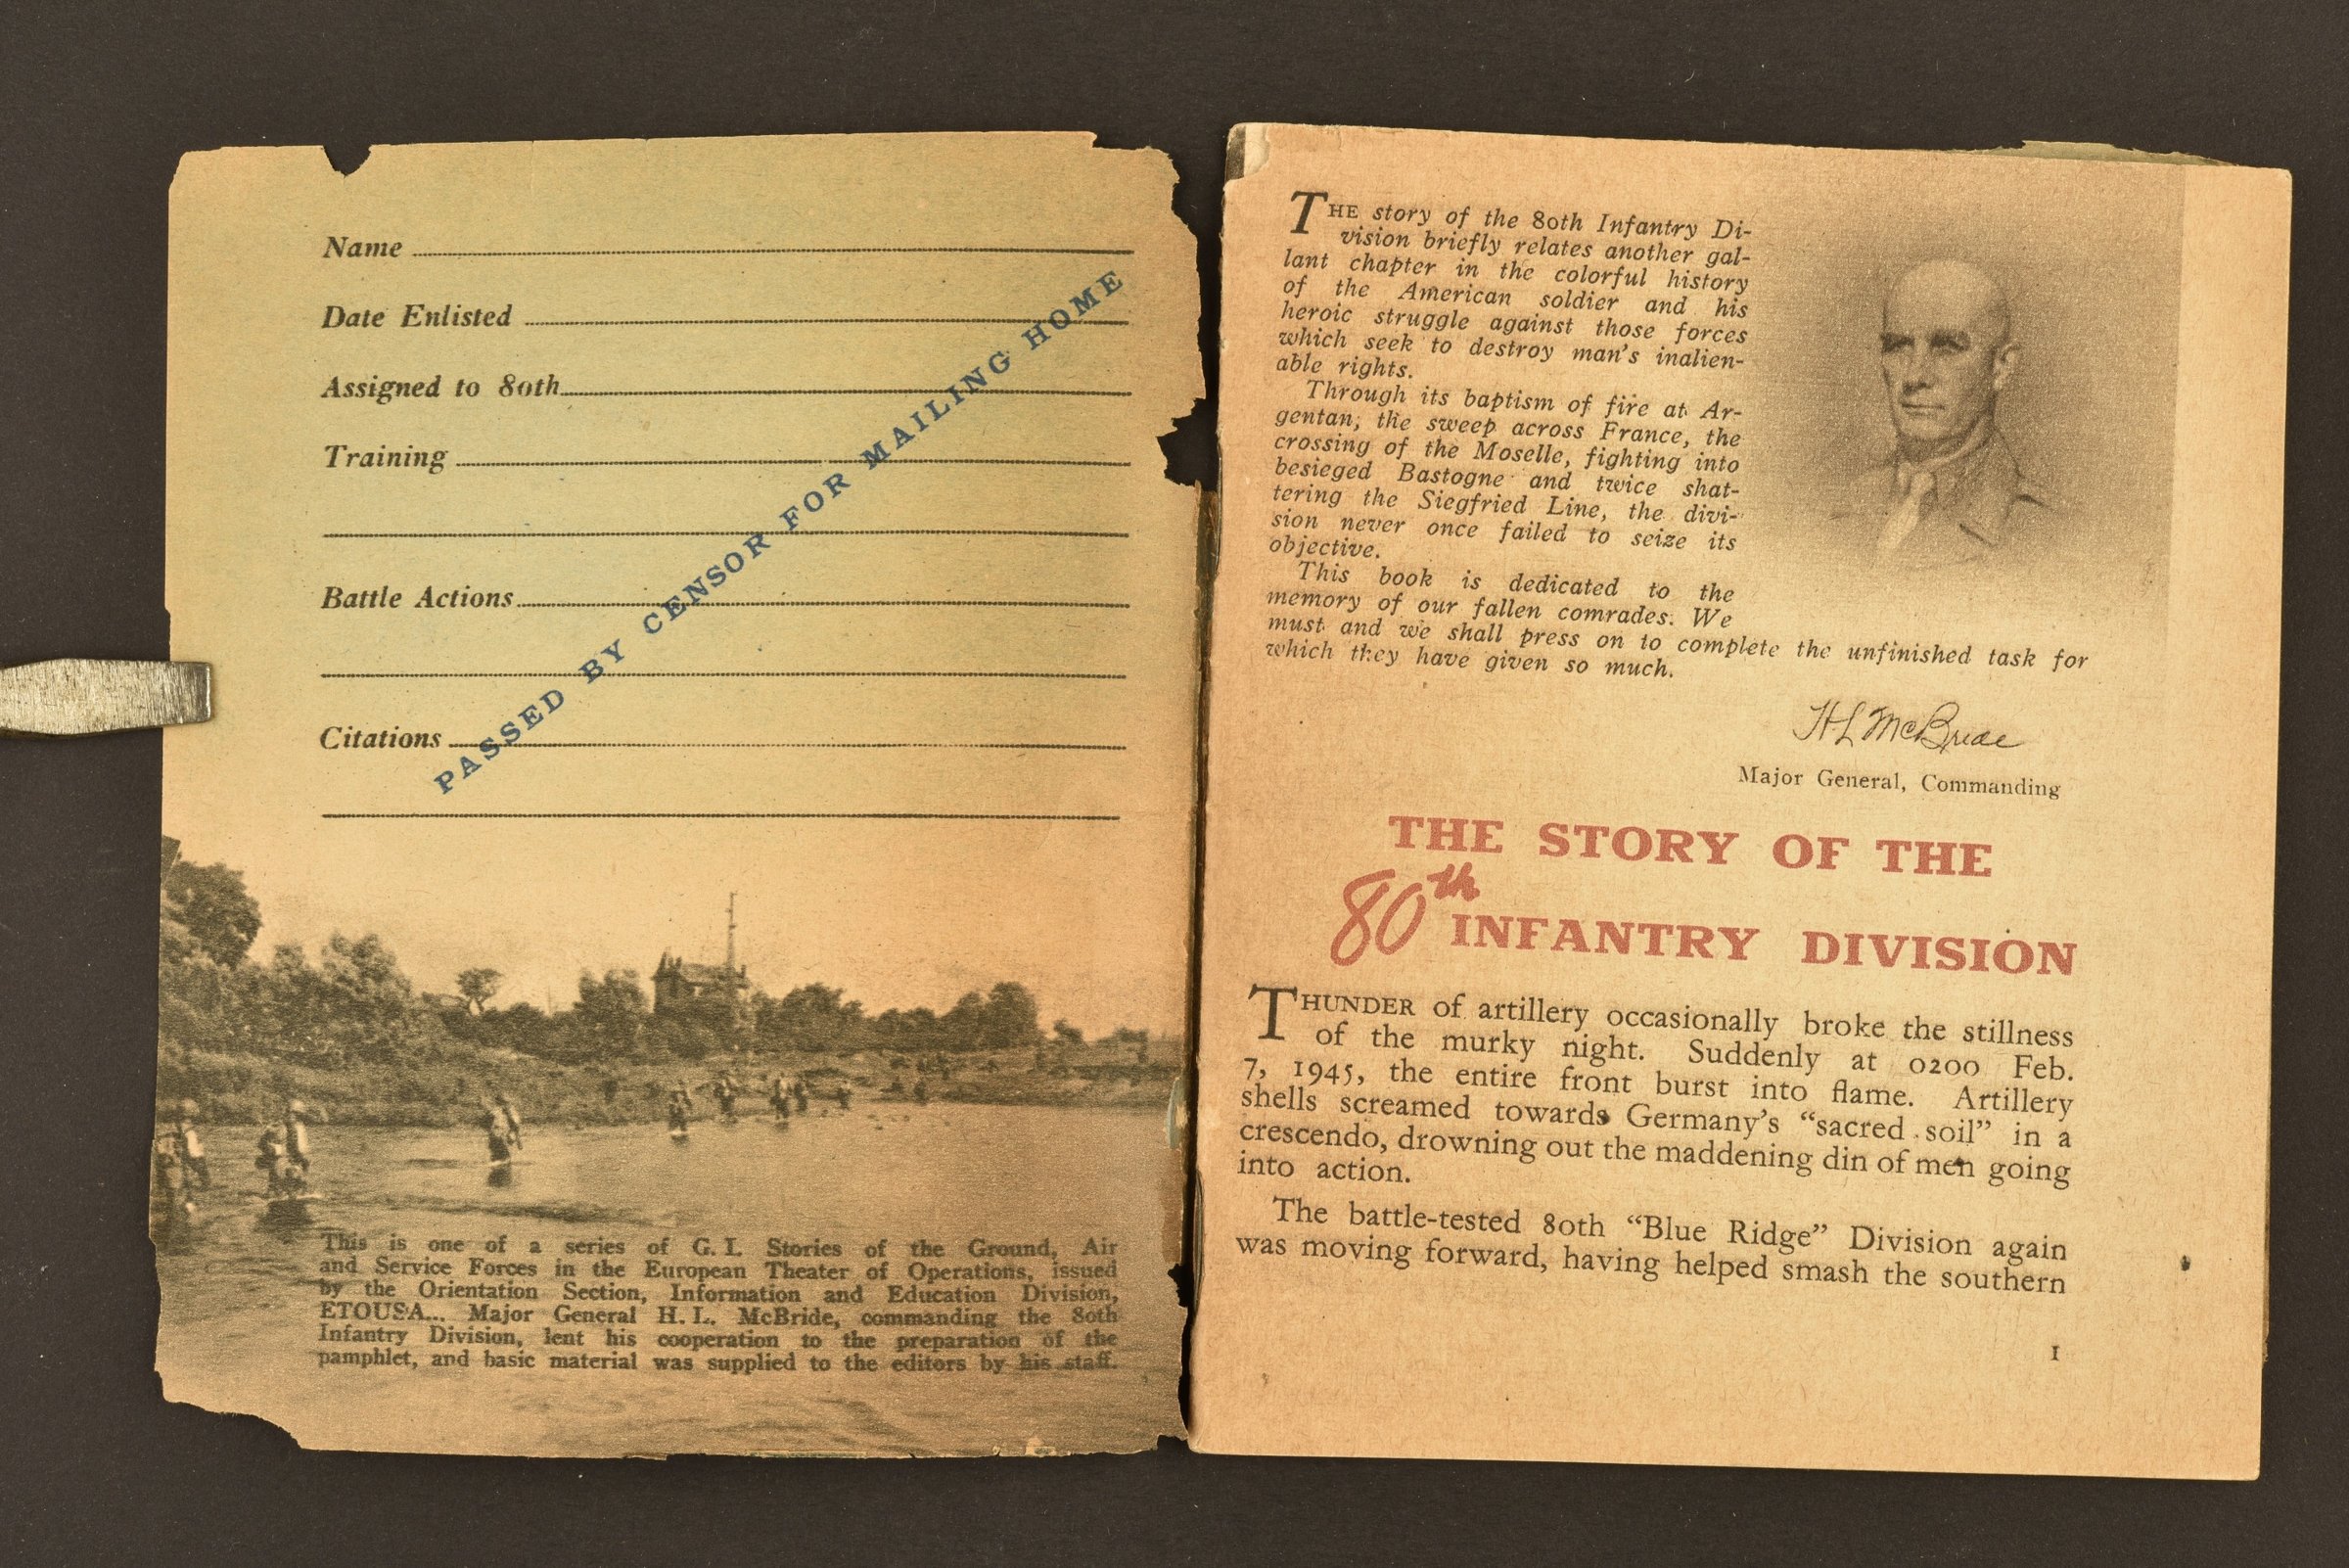 Name
Date Enlisted
Assigned to 80th
Training
Battle Actions
Citations
PASSED BY CENSOR FOR MAILING HOME
This is one of a series of G. I. Stories of the Ground, Air
and Service Forces in the European Theater of Operations, issued
by the Orientation Section, Information and Education Division,
ETOUSA... Major General H. L. McBride, commanding the 80th
Infantry Division, lent his cooperation to the preparation of the
pamphlet, and basic material was supplied to the editors by his staff.
THE story of the 80th Infantry Di-
vision briefly relates another gal-
lant chapter in the colorful history
of the American soldier and his
heroic struggle against those forces
which seek to destroy man's inalien-
able rights.
Through its baptism of fire at Ar-
gentan, the sweep across France, the
crossing of the Moselle, fighting into
besieged Bastogne and twice shat-
tering the Siegfried Line, the divi-
sion never once failed to seize its
objective.
This book is dedicated to the
memory of our fallen comrades. We
must and we shall press on to complete the unfinished task for
which they have given so much.
H L McBride
Major General, Commanding
THE STORY OF THE
80th INFANTRY DIVISION
THUNDER of artillery occasionally broke the stillness
of the murky night. Suddenly at 0200 Feb.
7, 1945, the entire front burst into flame. Artillery
shells screamed towards Germany's “sacred soil” in a
crescendo, drowning out the maddening din of men going
into action.
The battle-tested 80th “Blue Ridge” Division again
was moving forward, having helped smash the southern
1